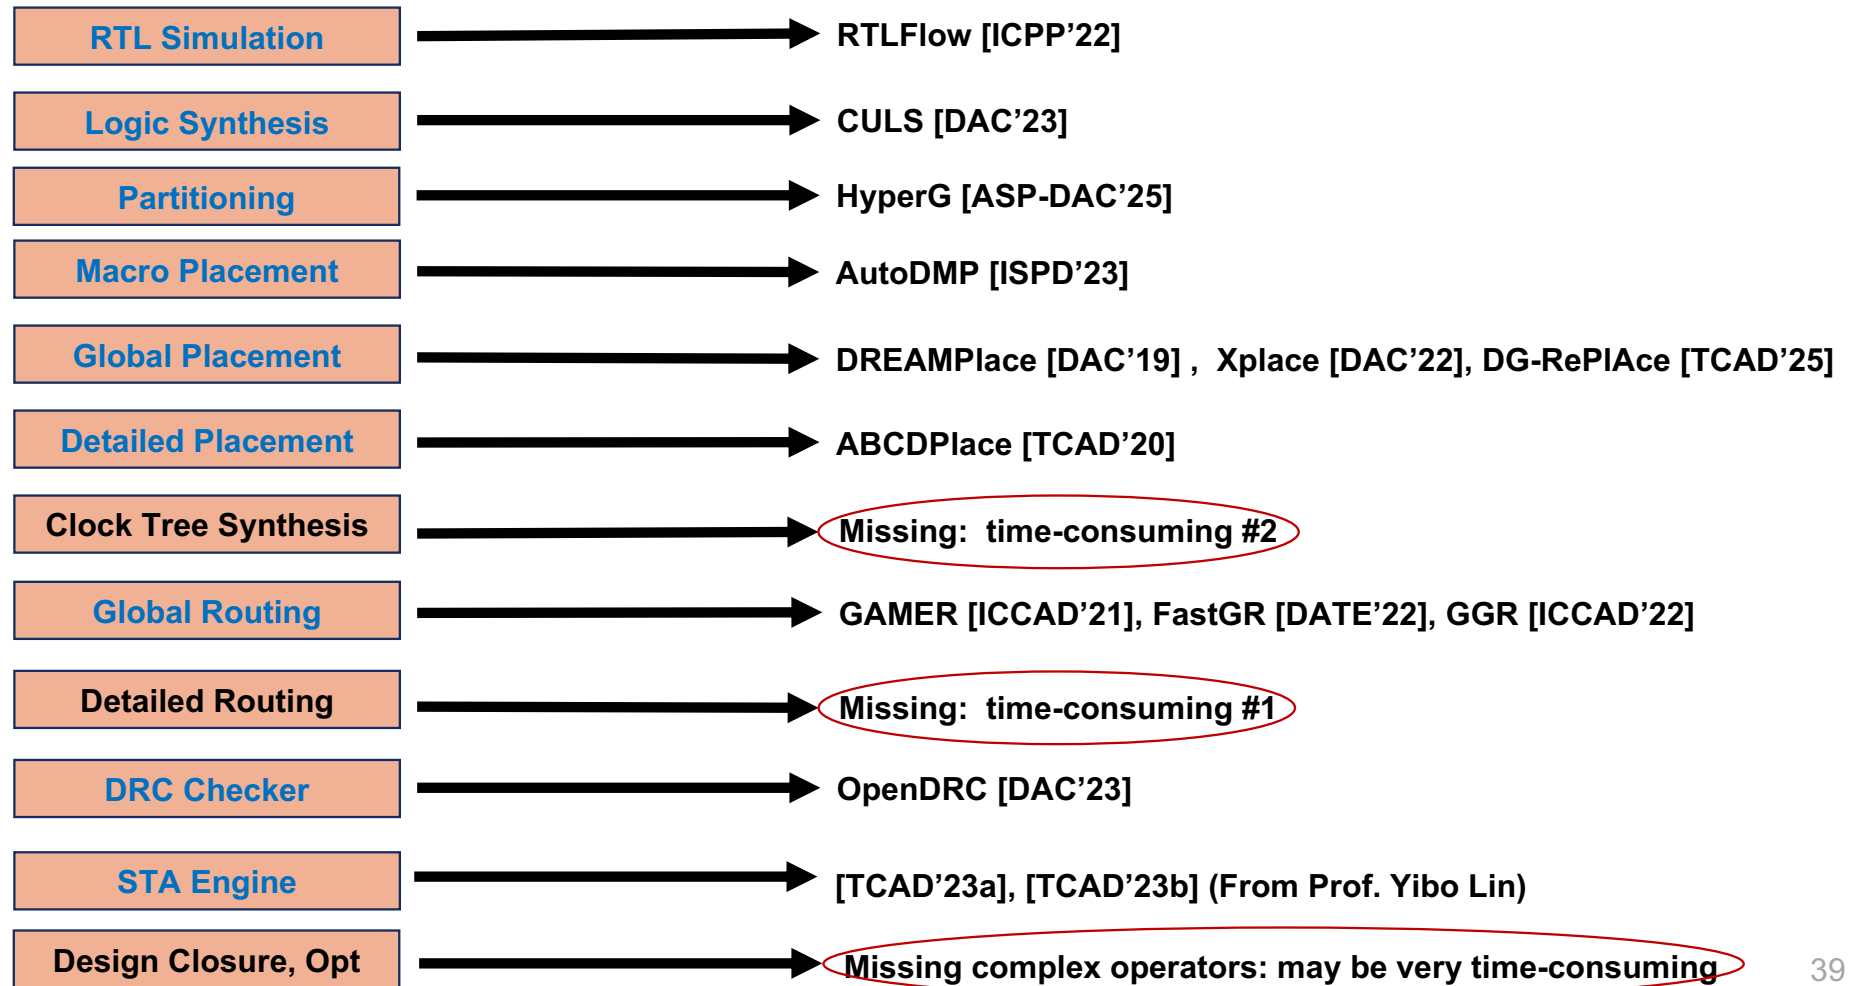 RTL Simulation
RTLFlow [ICPP’22]
Logic Synthesis
CULS [DAC’23]
Partitioning
HyperG [ASP-DAC’25]
Macro Placement
AutoDMP [ISPD’23]
Global Placement
DREAMPlace [DAC’19] , Xplace [DAC’22], DG-RePlAce [TCAD’25]
Detailed Placement
ABCDPlace [TCAD’20]
Clock Tree Synthesis
Missing: time-consuming #2
Global Routing
GAMER [ICCAD’21], FastGR [DATE’22], GGR [ICCAD’22]
Detailed Routing
Missing: time-consuming #1
DRC Checker
OpenDRC [DAC’23]
STA Engine
[TCAD’23a], [TCAD’23b] (From Prof. Yibo Lin)
Design Closure, Opt
Missing complex operators: may be very time-consuming
39